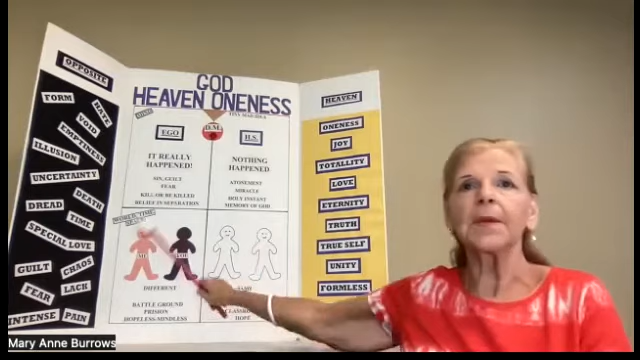 OPPOSITE
FORM
HATE
VOID
EMPTINESS
ILLUSION
UNCERTAINTY
DEATH
DREAD
TIME
SPECIAL LOVE
GUILT
CHAOS
LACK
FEAR
INTENSE
PAIN
GOD
HEAVEN ONENESS
EGO
D.M.
H.S.
IT REALLY
HAPPENED!
SIN, GUILT
FEAR
KILL OR BE KILLED
BELIEF IN SEPARATION
NOTHING
HAPPENED
ATONEMENT
MIRACLE
HOLY INSTANT
MEMORY OF GOD
WORLD, TIME
DIFFERENT
BATTLE GROUND
PRISON
HOPELESS-MINDLESS
SAME
HOPE
HEAVEN
ONENESS
JOY
TOTALLITY
LOVE
ETERNITY
TRUTH
TRUE SELF
UNITY
FORMLESS
Mary Anne Burrows